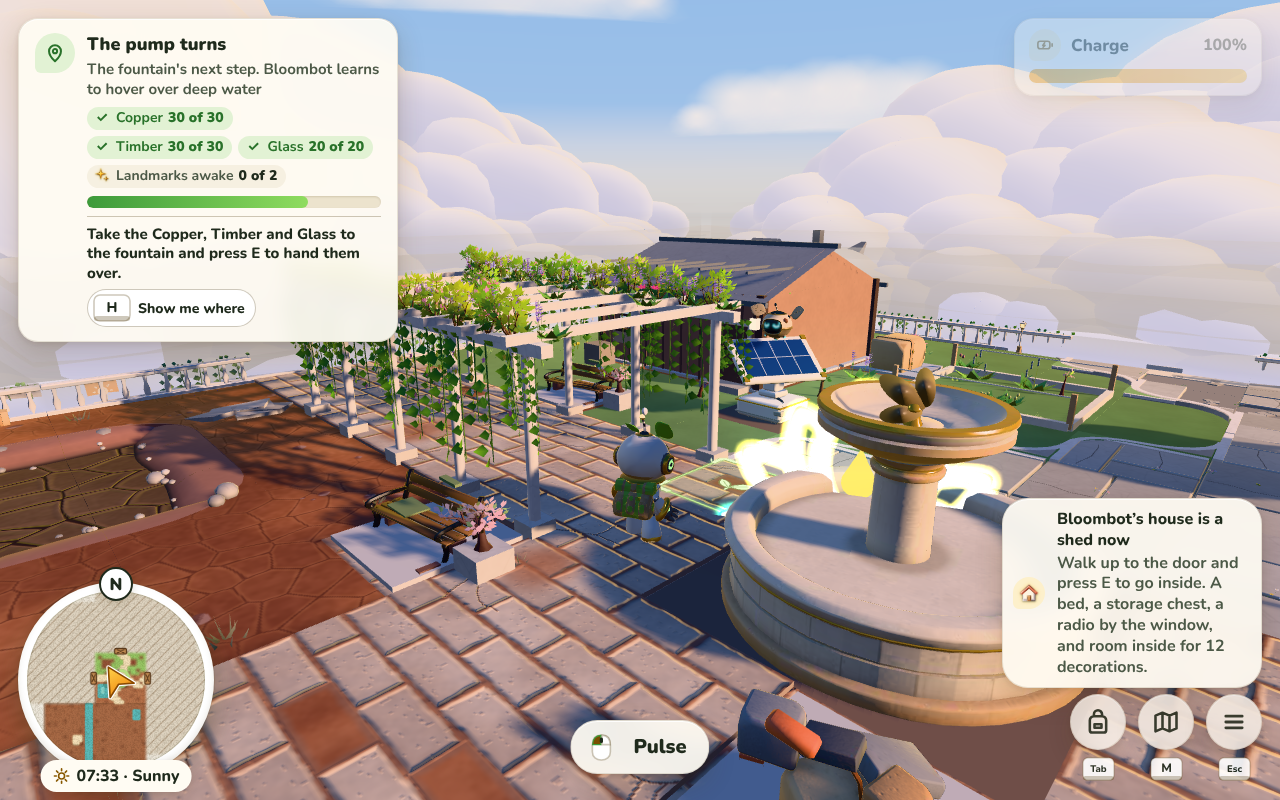 The pump turns
The fountain's next step. Bloombot learns
to hover over deep water
Copper 30 of 30
Timber 30 of 30 Glass 20 of 20
Landmarks awake 0 of 2
Take the Copper, Timber and Glass to
the fountain and press E to hand them
over.
H Show me where
Charge 100%
Bloombot's house is a
shed now
Walk up to the door and
press E to go inside. A
bed, a storage chest, a
radio by the window,
and room inside for 12
decorations.
N
07:33 · Sunny
Pulse
Tab M Esc